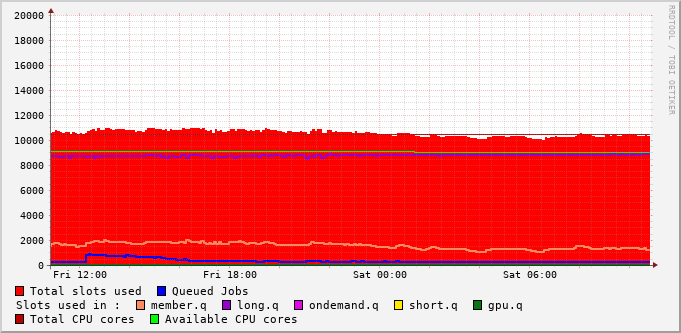 20000
18000
16000
14000
12000
10000
8000
6000
4000
2000
0
Fri 12:00 Fri 18:00 Sat 00:00 Sat 06:00
RRDTOOL / TOBI OETIKER
Total slots used Queued Jobs
Slots used in : member.q long.q ondemand.q short.q gpu.q
Total CPU cores Available CPU cores